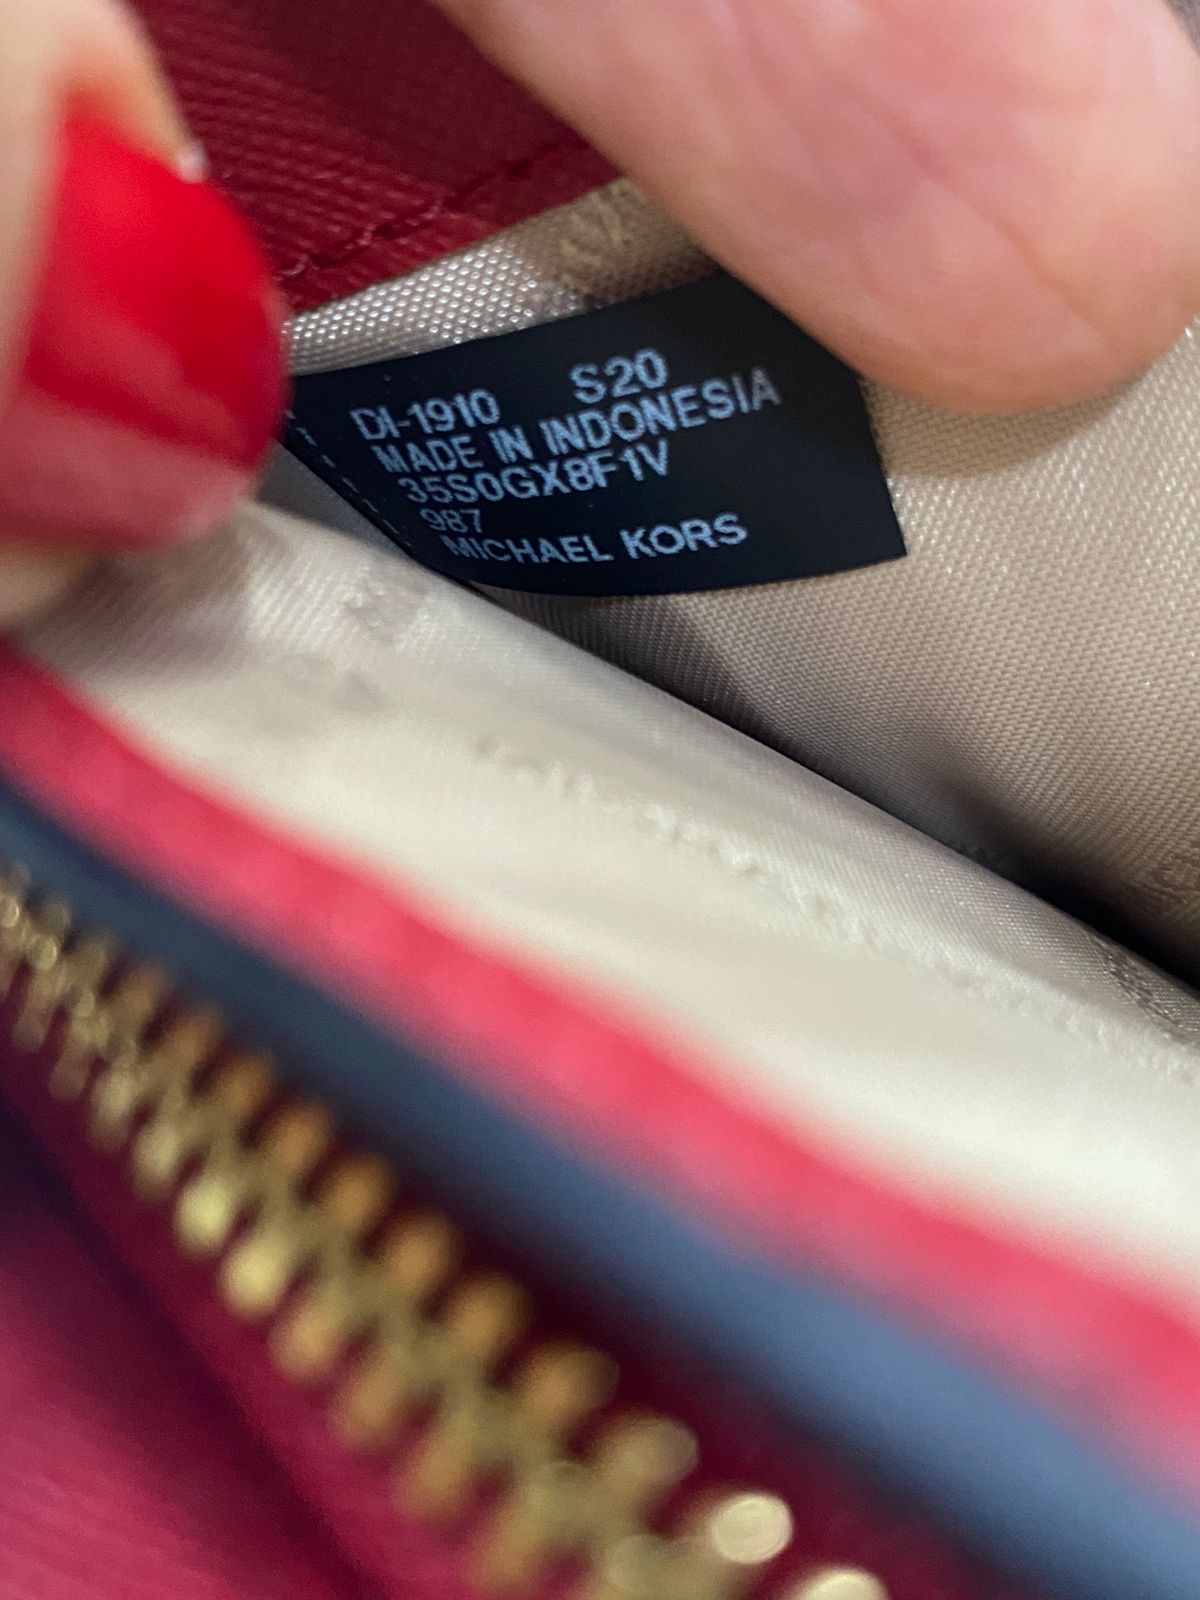 DI-1910 S20
MADE IN INDONESIA
35S0GX8F1V
987
MICHAEL KORS